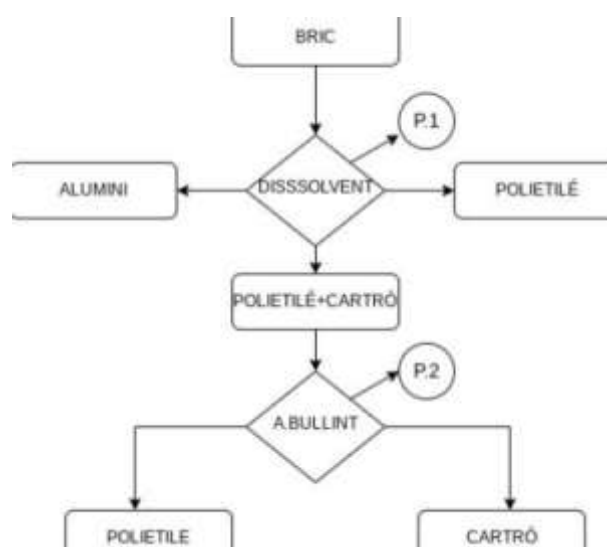 BRIC
P.1
ALUMINI
DISSSOLVENT
POLIETILÉ
POLIETILÉ+CARTRÓ
P.2
A.BULLINT
POLIETILE
CARTRÓ